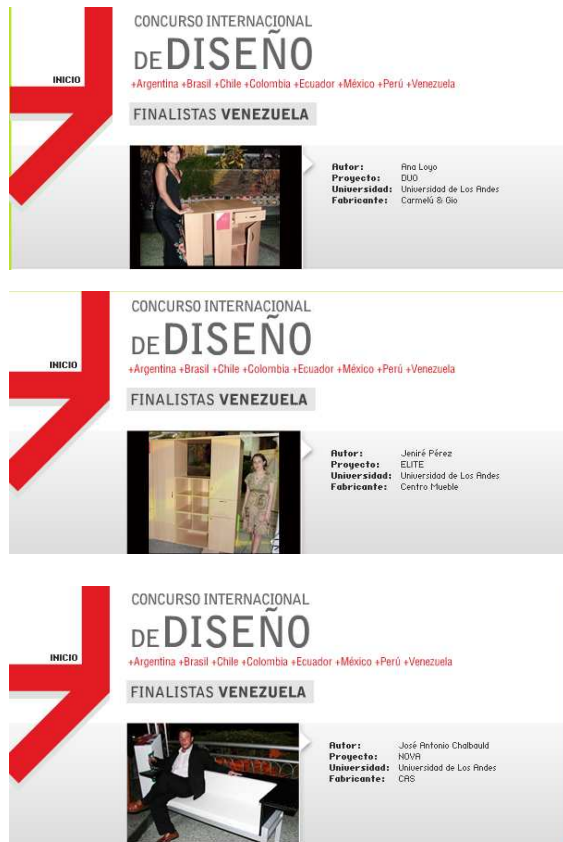 CONCURSO INTERNACIONAL
DE DISEÑO
INICIO
+Argentina +Brasil +Chile +Colombia +Ecuador +México +Perú +Venezuela
FINALISTAS VENEZUELA
Autor: Ana Loyo
Proyecto: DUO
Universidad: Universidad de Los Andes
Fabricante: Carmelú & Gio
CONCURSO INTERNACIONAL
DE DISEÑO
INICIO
+Argentina +Brasil +Chile +Colombia +Ecuador +México +Perú +Venezuela
FINALISTAS VENEZUELA
Autor: Jeniré Pérez
Proyecto: ELITE
Universidad: Universidad de Los Andes
Fabricante: Centro Mueble
CONCURSO INTERNACIONAL
DE DISEÑO
INICIO
+Argentina +Brasil +Chile +Colombia +Ecuador +México +Perú +Venezuela
FINALISTAS VENEZUELA
Autor: José Antonio Chalbauld
Proyecto: NOVA
Universidad: Universidad de Los Andes
Fabricante: CAS